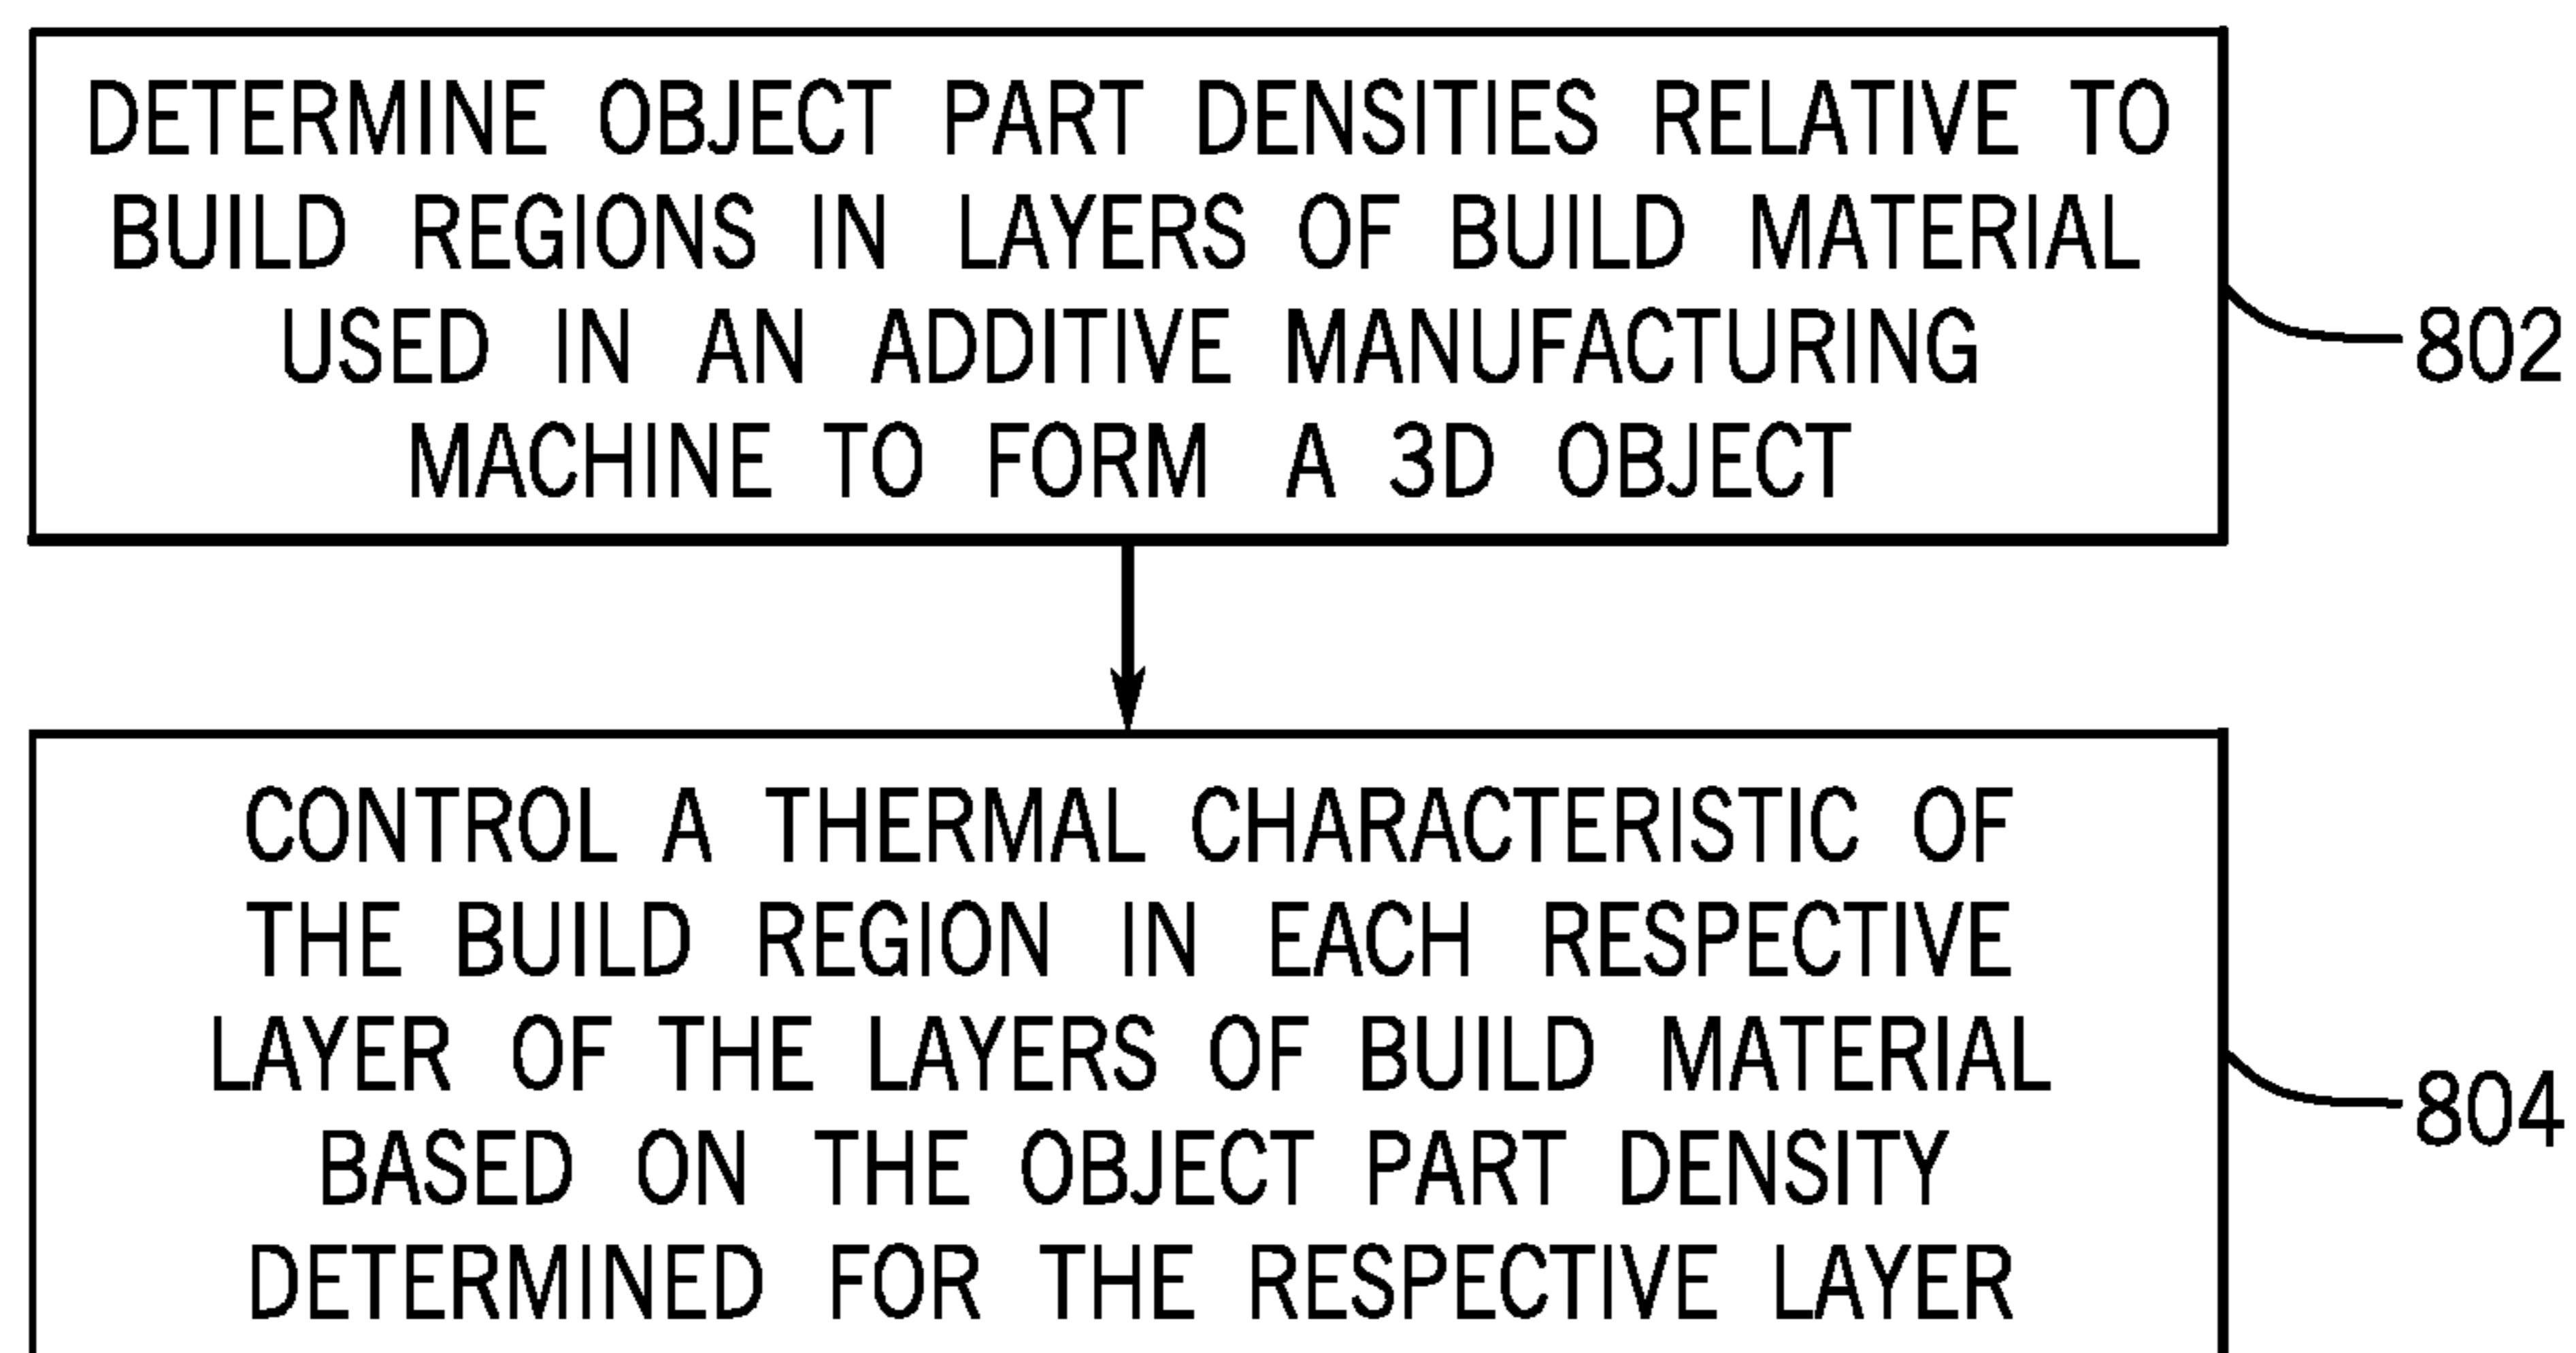 DETERMINE OBJECT PART DENSITIES RELATIVE TO
BUILD REGIONS IN LAYERS OF BUILD MATERIAL
USED IN AN ADDITIVE MANUFACTURING
MACHINE TO FORM A 3D OBJECT
802
CONTROL A THERMAL CHARACTERISTIC OF
THE BUILD REGION IN EACH RESPECTIVE
LAYER OF THE LAYERS OF BUILD MATERIAL
BASED ON THE OBJECT PART DENSITY
DETERMINED FOR THE RESPECTIVE LAYER
804